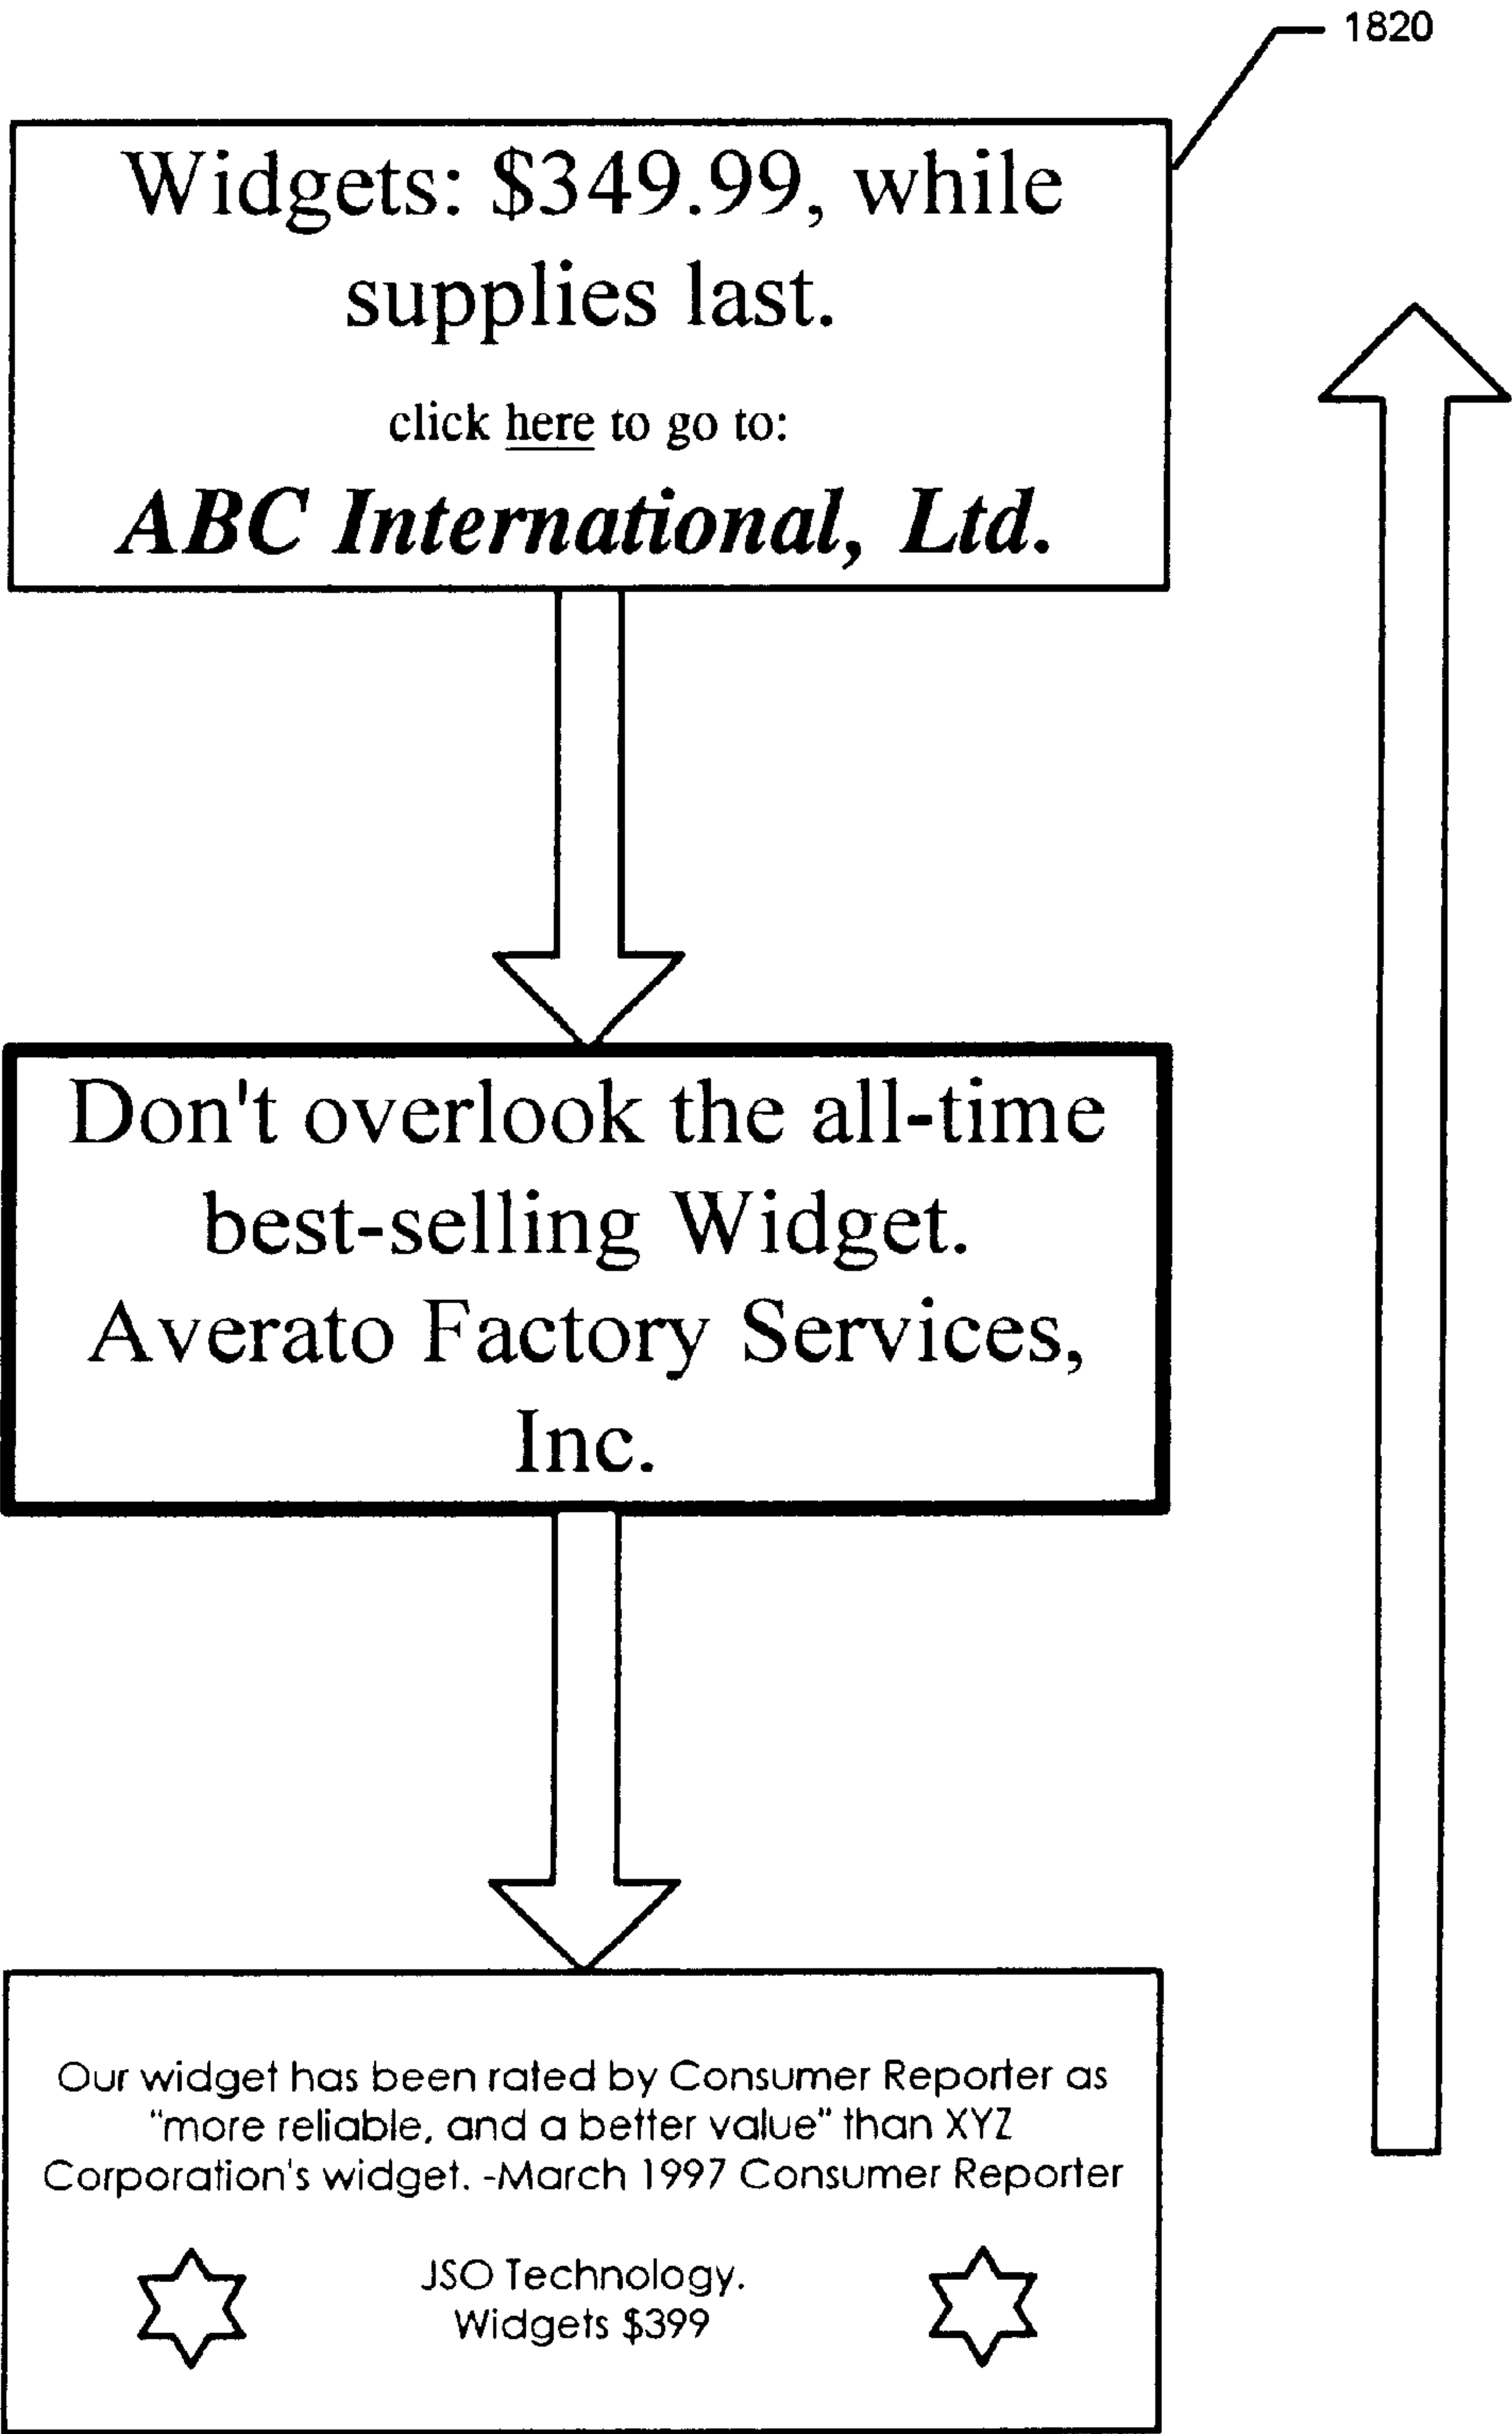 1820
Widgets: $349.99, while
supplies last.
click here to go to:
ABC International, Ltd.
Don't overlook the all-time
best-selling Widget.
Averato Factory Services,
Inc.
Our widget has been rated by Consumer Reporter as
"more reliable, and a better value" than XYZ
Corporation's widget. -March 1997 Consumer Reporter
JSO Technology.
Widgets $399